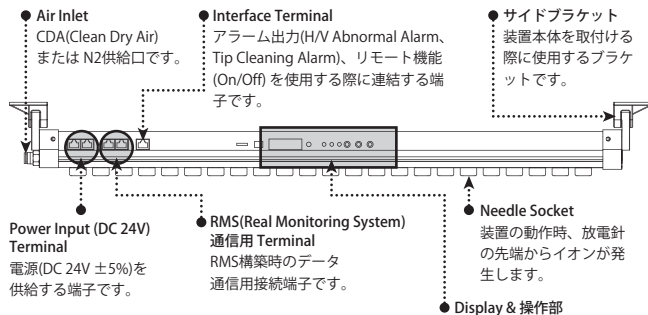 Air Inlet
CDA(Clean Dry Air)
または N2供給口です。
Interface Terminal
アラーム出力(H/V Abnormal Alarm、
Tip Cleaning Alarm)、リモート機能
(On/Off) を使用する際に連結する端
子です。
サイドブラケット
装置本体を取付ける
際に使用するブラケ
ットです。
Power Input (DC 24V)
Terminal
電源(DC 24V ±5%)を
供給する端子です。
RMS(Real Monitoring System)
通信用 Terminal
RMS構築時のデータ
通信用接続端子です。
Needle Socket
装置の動作時、放電針
の先端からイオンが発
生します。
Display & 操作部